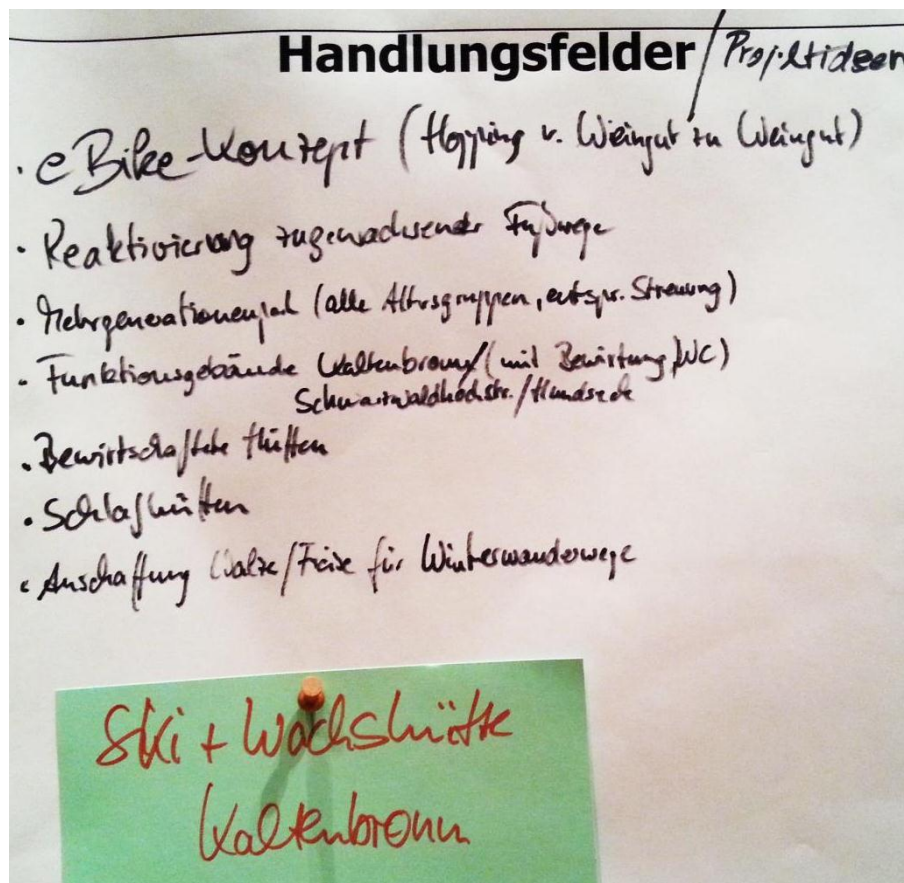 Handlungsfelder / Projektideen
· eBike-Konzept (Hopping v. Weingut zu Weingut)
· Reaktivierung zugewachsener Fußwege
· Mehrgenerationenpfad (alle Altersgruppen, entspr. Streuung)
· Funktionsgebäude Kaltenbronn / (mit Bewirtung, WC)
Schwarzwaldhochstr. / Hundseck
· Bewirtschaftete Hütten
· Schlafhütten
· Anschaffung Walze/Fräse für Winterwanderwege
Ski + Wachshütte
Kaltenbronn